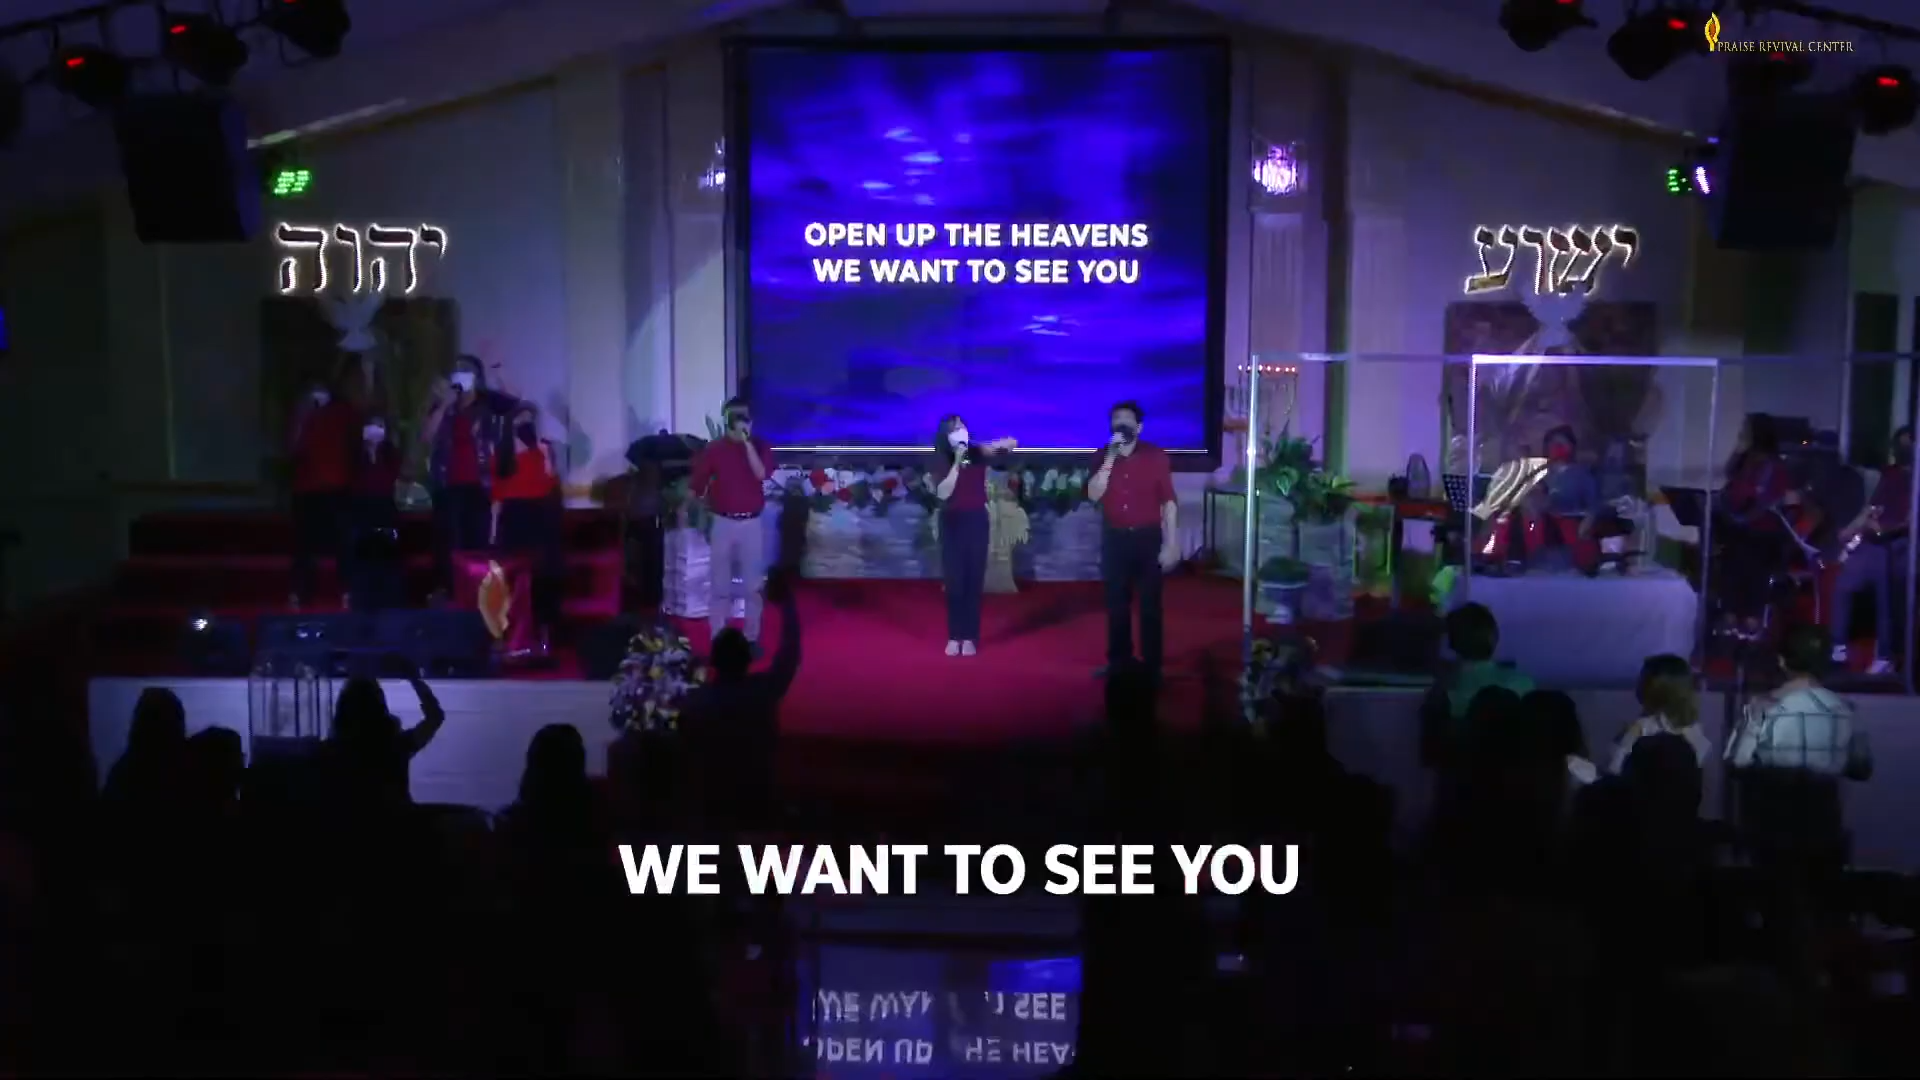 PRAISE REVIVAL CENTER
OPEN UP THE HEAVENS
WE WANT TO SEE YOU
יהוה
ישוע
WE WANT TO SEE YOU